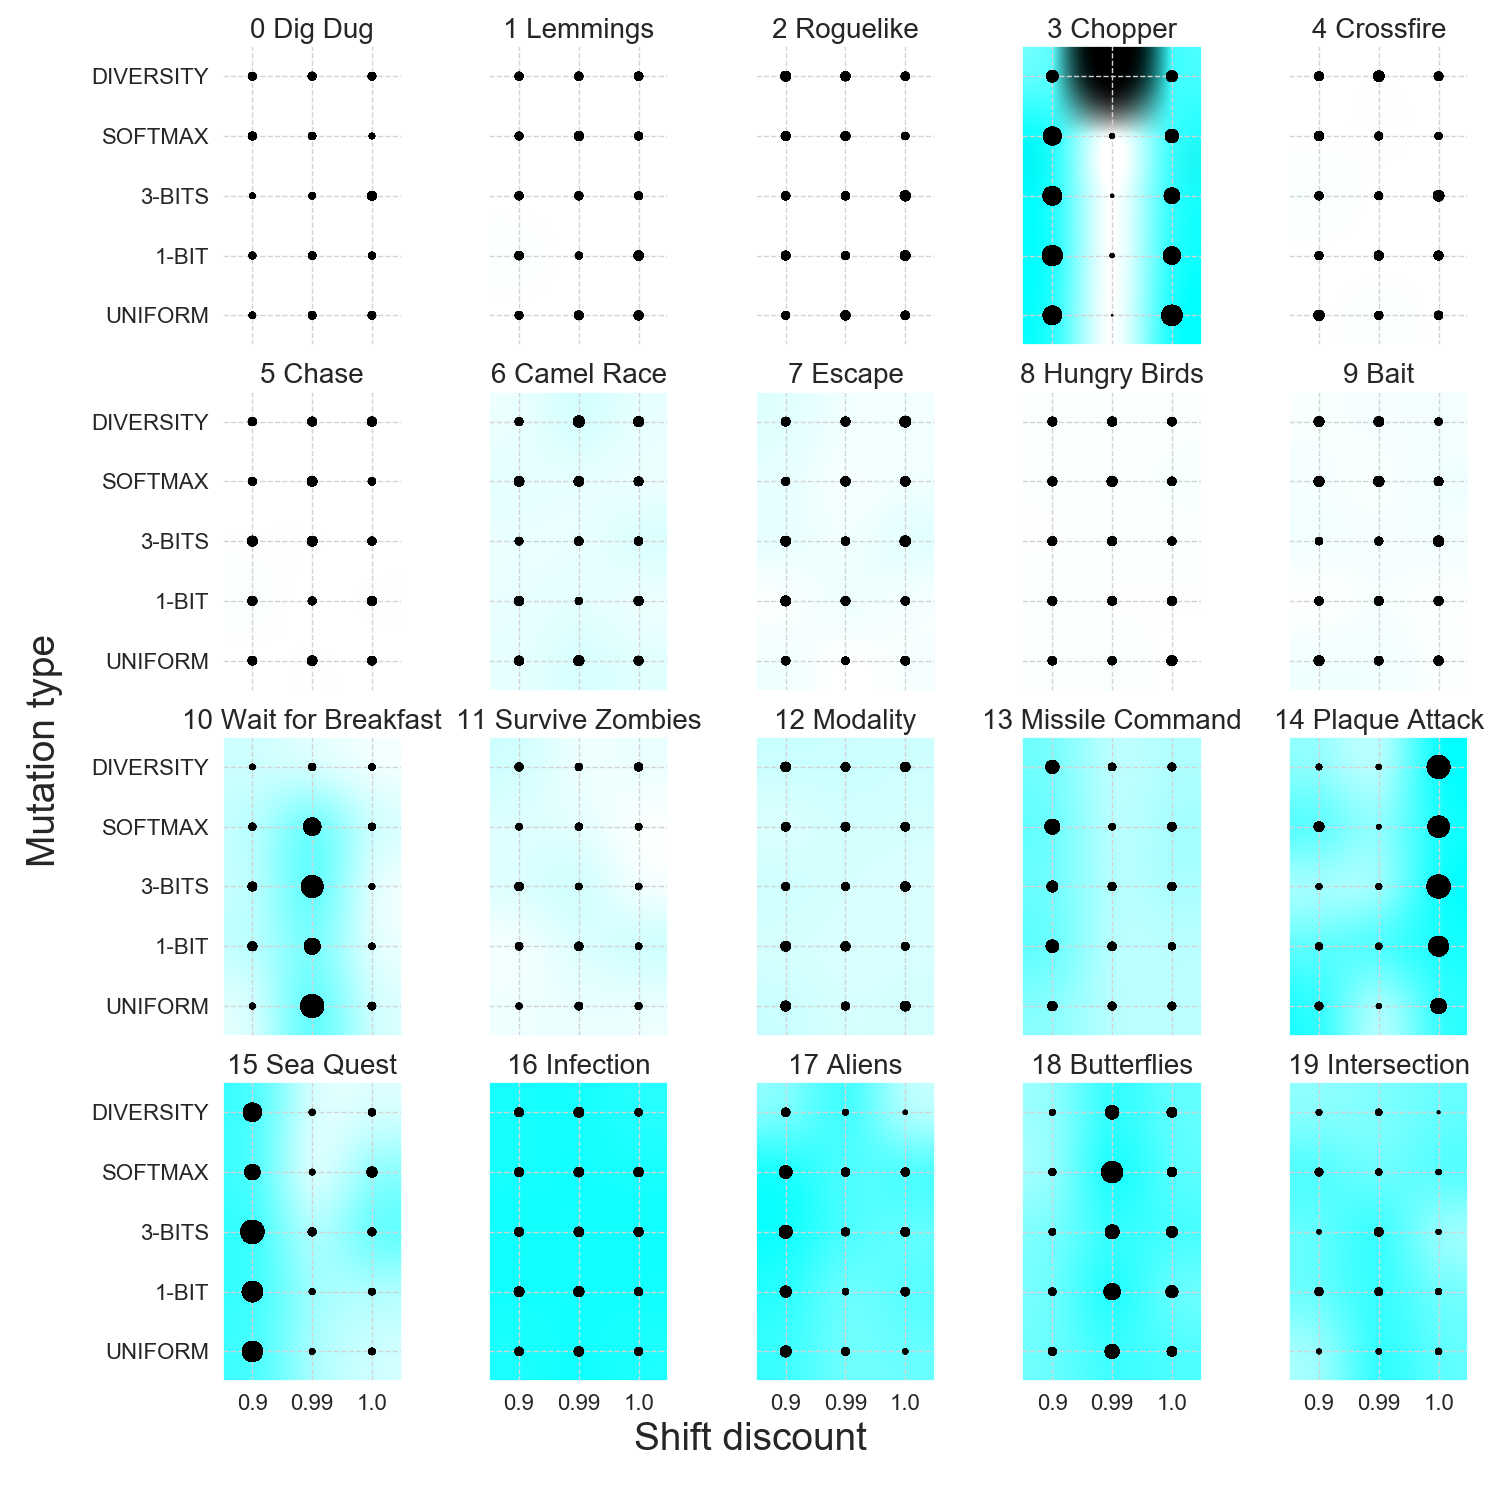 0 Dig Dug
1 Lemmings
2 Roguelike
3 Chopper
4 Crossfire
DIVERSITY
SOFTMAX
3-BITS
1-BIT
UNIFORM
5 Chase
6 Camel Race
7 Escape
8 Hungry Birds
9 Bait
DIVERSITY
SOFTMAX
3-BITS
1-BIT
UNIFORM
Mutation type
10 Wait for Breakfast
11 Survive Zombies
12 Modality
13 Missile Command
14 Plaque Attack
DIVERSITY
SOFTMAX
3-BITS
1-BIT
UNIFORM
15 Sea Quest
16 Infection
17 Aliens
18 Butterflies
19 Intersection
DIVERSITY
SOFTMAX
3-BITS
1-BIT
UNIFORM
0.9 0.99 1.0
0.9 0.99 1.0
0.9 0.99 1.0
0.9 0.99 1.0
0.9 0.99 1.0
Shift discount